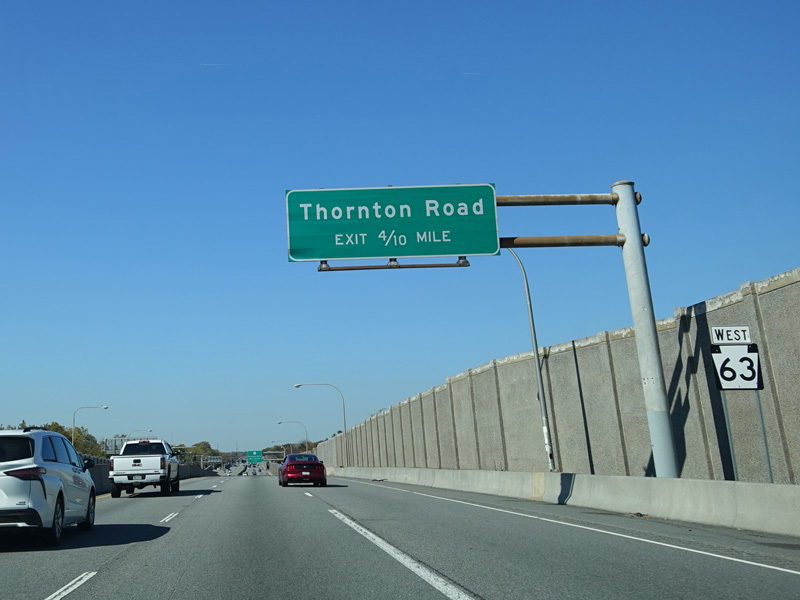 Thornton Road
EXIT 4/10 MILE
WEST
63